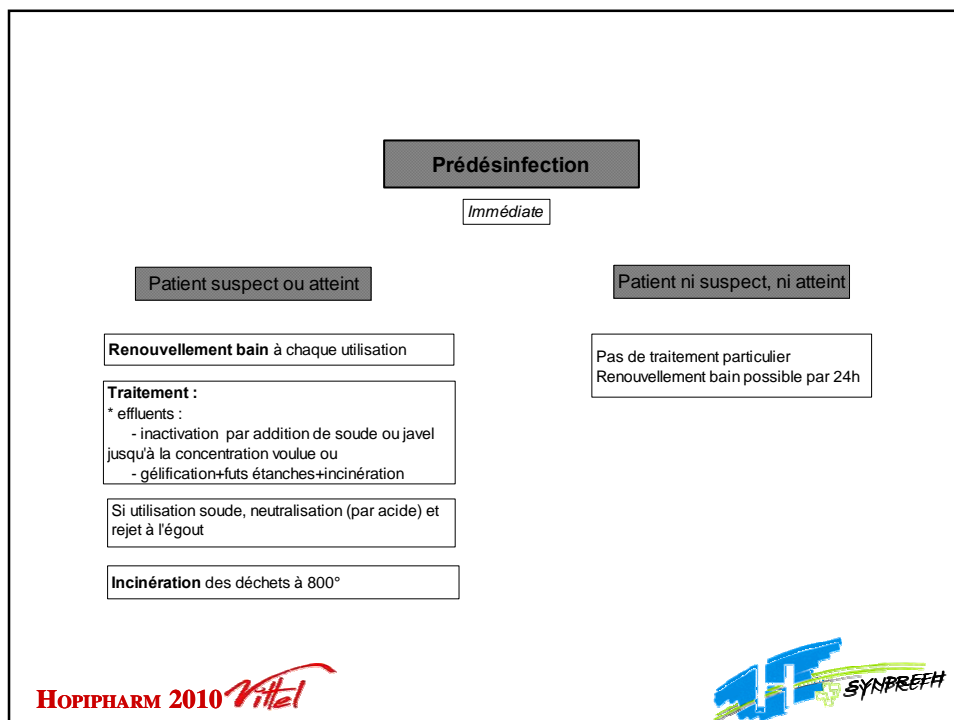 Prédésinfection
Immédiate
Patient suspect ou atteint
Renouvellement bain à chaque utilisation
Traitement :
* effluents :
- inactivation par addition de soude ou javel
jusqu'à la concentration voulue ou
- gélification+futs étanches+incinération
Si utilisation soude, neutralisation (par acide) et
rejet à l'égout
Incinération des déchets à 800°
Patient ni suspect, ni atteint
Pas de traitement particulier
Renouvellement bain possible par 24h
HOPIPHARM 2010 Vittel
SYNPREFH